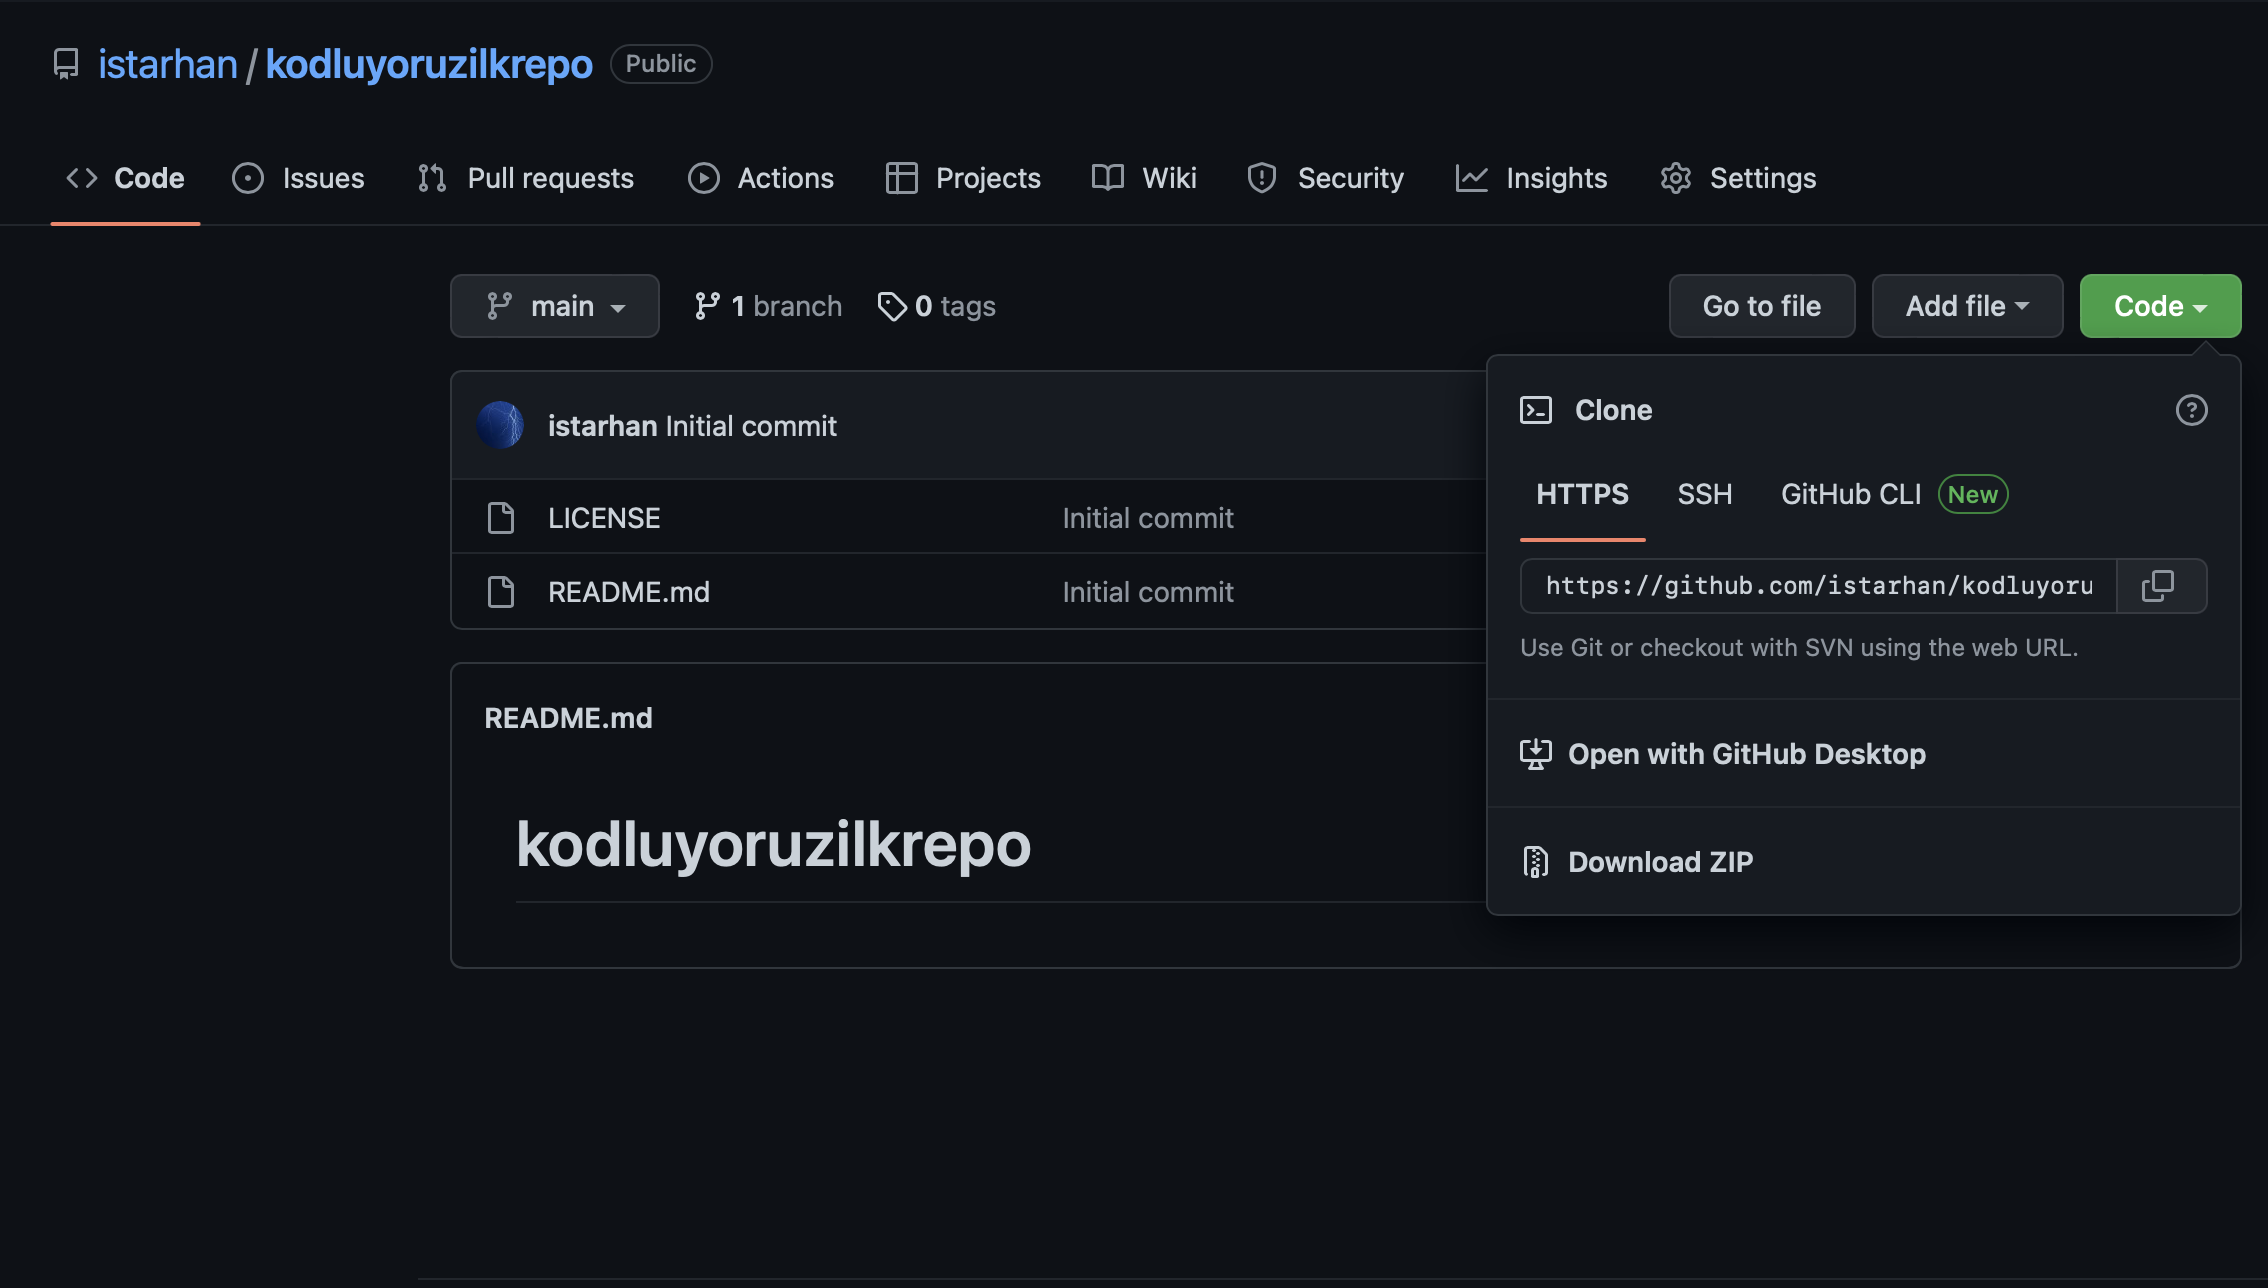 istarhan / kodluyoruzilkrepo Public
Code Issues Pull requests Actions Projects Wiki Security Insights Settings
main 1 branch 0 tags Go to file Add file Code
istarhan Initial commit
LICENSE Initial commit
README.md Initial commit
README.md
kodluyoruzilkrepo
Clone
HTTPS SSH GitHub CLI New
https://github.com/istarhan/kodluyoru
Use Git or checkout with SVN using the web URL.
Open with GitHub Desktop
Download ZIP